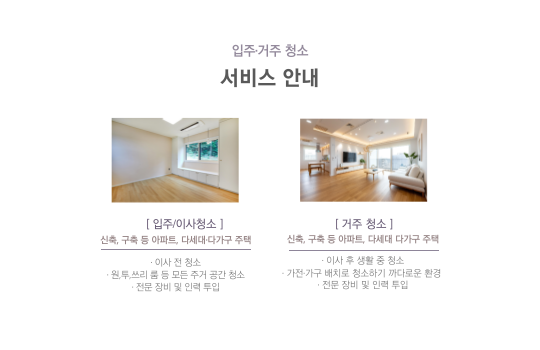 입주·거주 청소
서비스 안내
[ 입주/이사청소 ]
신축, 구축 등 아파트, 다세대·다가구 주택
· 이사 전 청소
· 원,투,쓰리 룸 등 모든 주거 공간 청소
· 전문 장비 및 인력 투입
[ 거주 청소 ]
신축, 구축 등 아파트, 다세대 다가구 주택
· 이사 후 생활 중 청소
· 가전·가구 배치로 청소하기 까다로운 환경
· 전문 장비 및 인력 투입